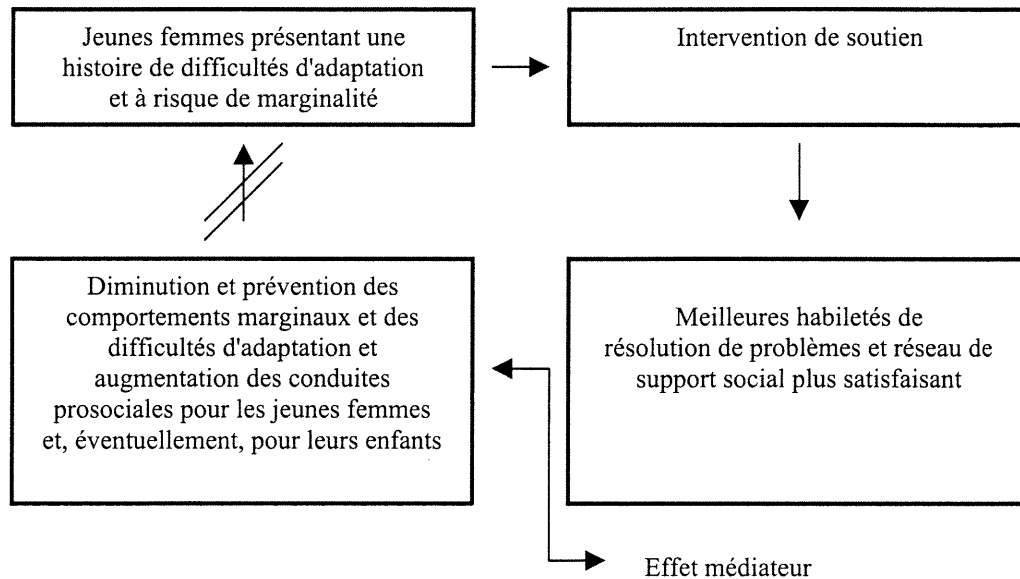 Jeunes femmes présentant une
histoire de difficultés d'adaptation
et à risque de marginalité
Intervention de soutien
Diminution et prévention des
comportements marginaux et des
difficultés d'adaptation et
augmentation des conduites
prosociales pour les jeunes femmes
et, éventuellement, pour leurs enfants
Meilleures habiletés de
résolution de problèmes et réseau de
support social plus satisfaisant
Effet médiateur